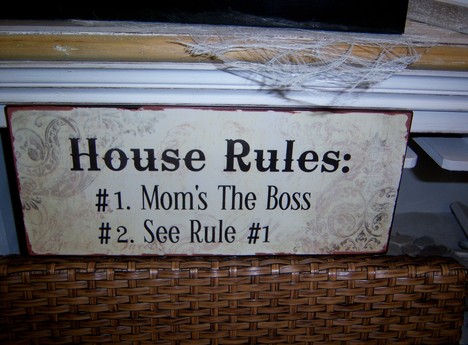 House Rules:
#1. Mom's The Boss
#2. See Rule #1